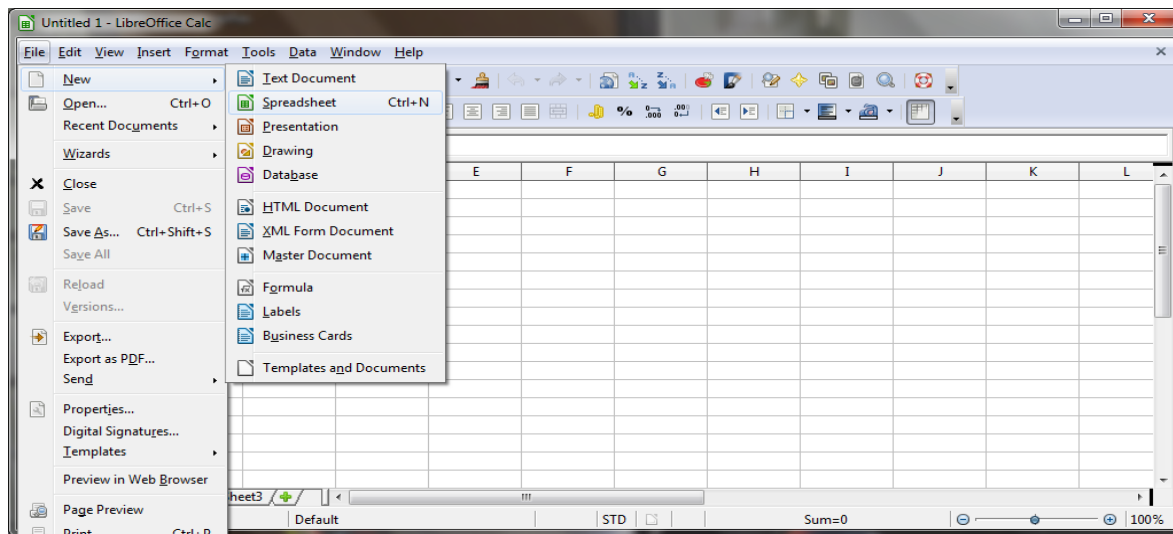 Untitled 1 - LibreOffice Calc
File Edit View Insert Format Tools Data Window Help
New
Open... Ctrl+O
Recent Documents
Wizards
Close
Save Ctrl+S
Save As... Ctrl+Shift+S
Save All
Reload
Versions...
Export...
Export as PDF...
Send
Properties...
Digital Signatures...
Templates
Preview in Web Browser
Page Preview
Print Ctrl+P
Text Document
Spreadsheet Ctrl+N
Presentation
Drawing
Database
HTML Document
XML Form Document
Master Document
Formula
Labels
Business Cards
Templates and Documents
E F G H I J K L
heet3
Default STD Sum=0 100%